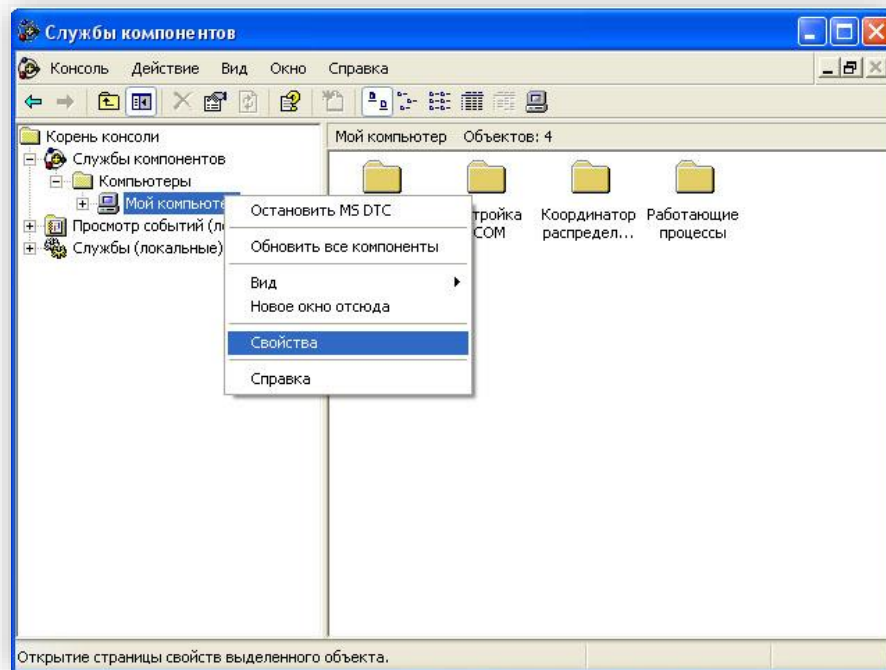 Службы компонентов
Консоль Действие Вид Окно Справка
Корень консоли
Службы компонентов
Компьютеры
Мой компьюте
Просмотр событий (ло
Службы (локальные)
Мой компьютер Объектов: 4
тройка
COM
Координатор
распредел...
Работающие
процессы
Остановить MS DTC
Обновить все компоненты
Вид
Новое окно отсюда
Свойства
Справка
Открытие страницы свойств выделенного объекта.